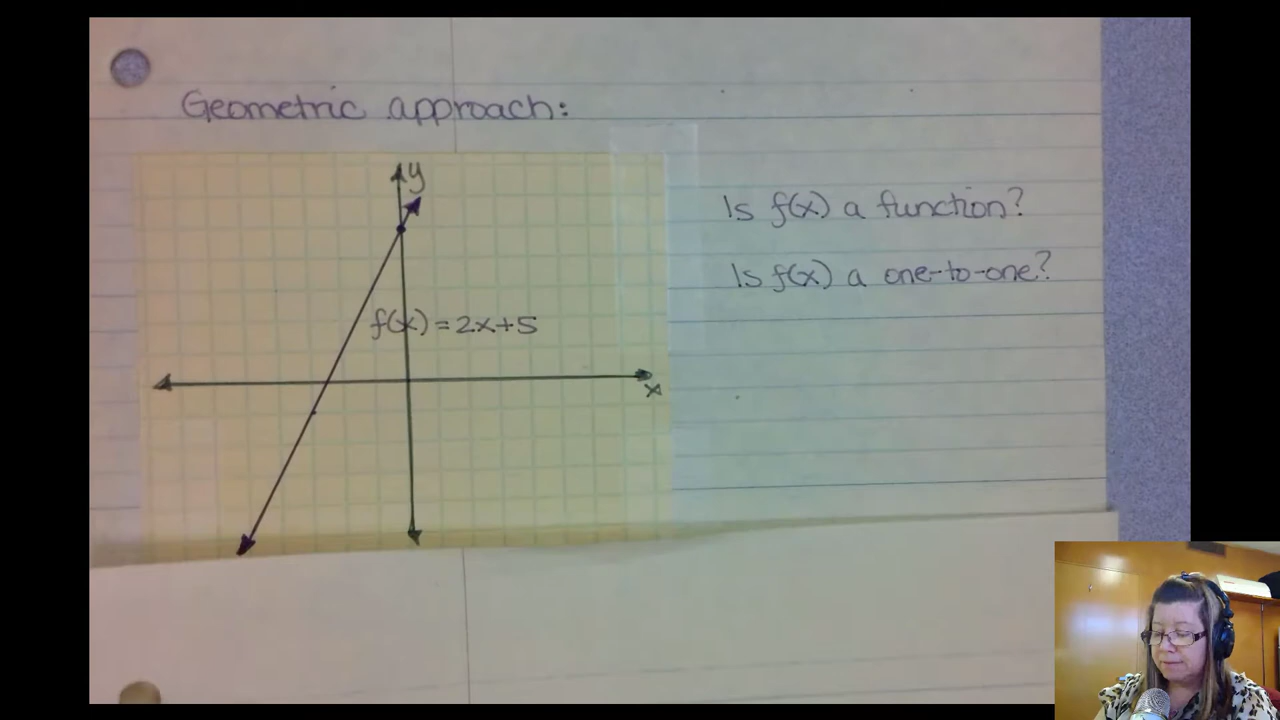 Geometric approach:
y
Is f(x) a function?
Is f(x) a one-to-one?
f(x) = 2x+5
x